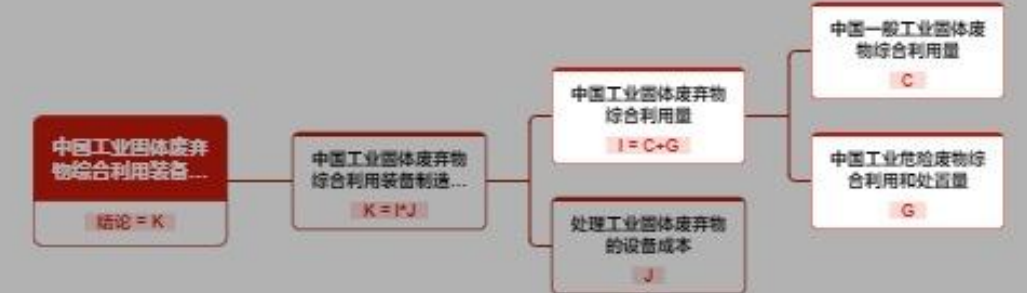 中国工业固体废弃
物综合利用装备...
结论 = K
中国工业固体废弃物
综合利用装备制造...
K = I*J
中国工业固体废弃物
综合利用量
I = C+G
处理工业固体废弃物
的设备成本
J
中国一般工业固体废
物综合利用量
C
中国工业危险废物综
合利用和处置量
G